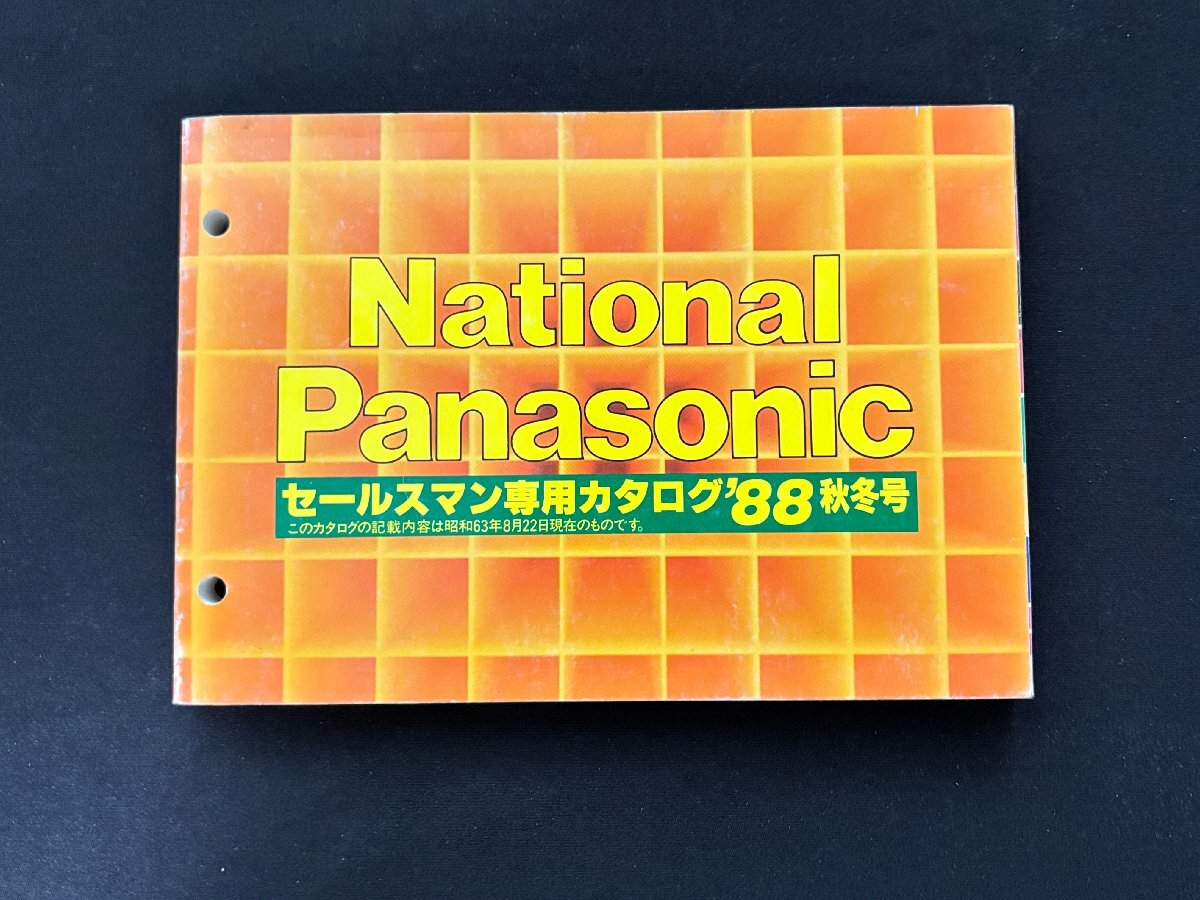 National
Panasonic
セールスマン専用カタログ'88秋冬号
このカタログの記載内容は昭和63年8月22日現在のものです。